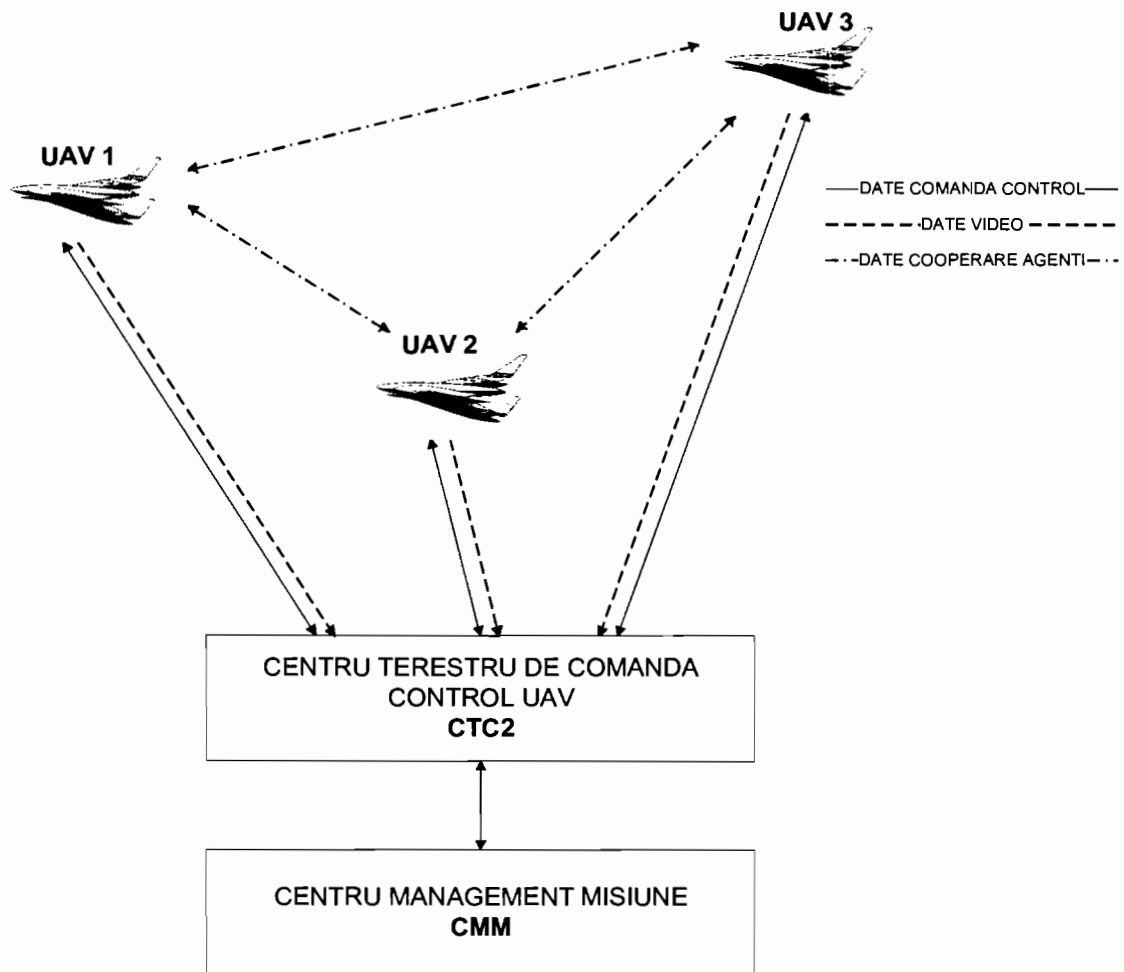 UAV 3
UAV 1
DATE COMANDA CONTROL
DATE VIDEO
DATE COOPERARE AGENTI
UAV 2
CENTRU TERESTRU DE COMANDA
CONTROL UAV
CTC2
CENTRU MANAGEMENT MISIUNE
CMM